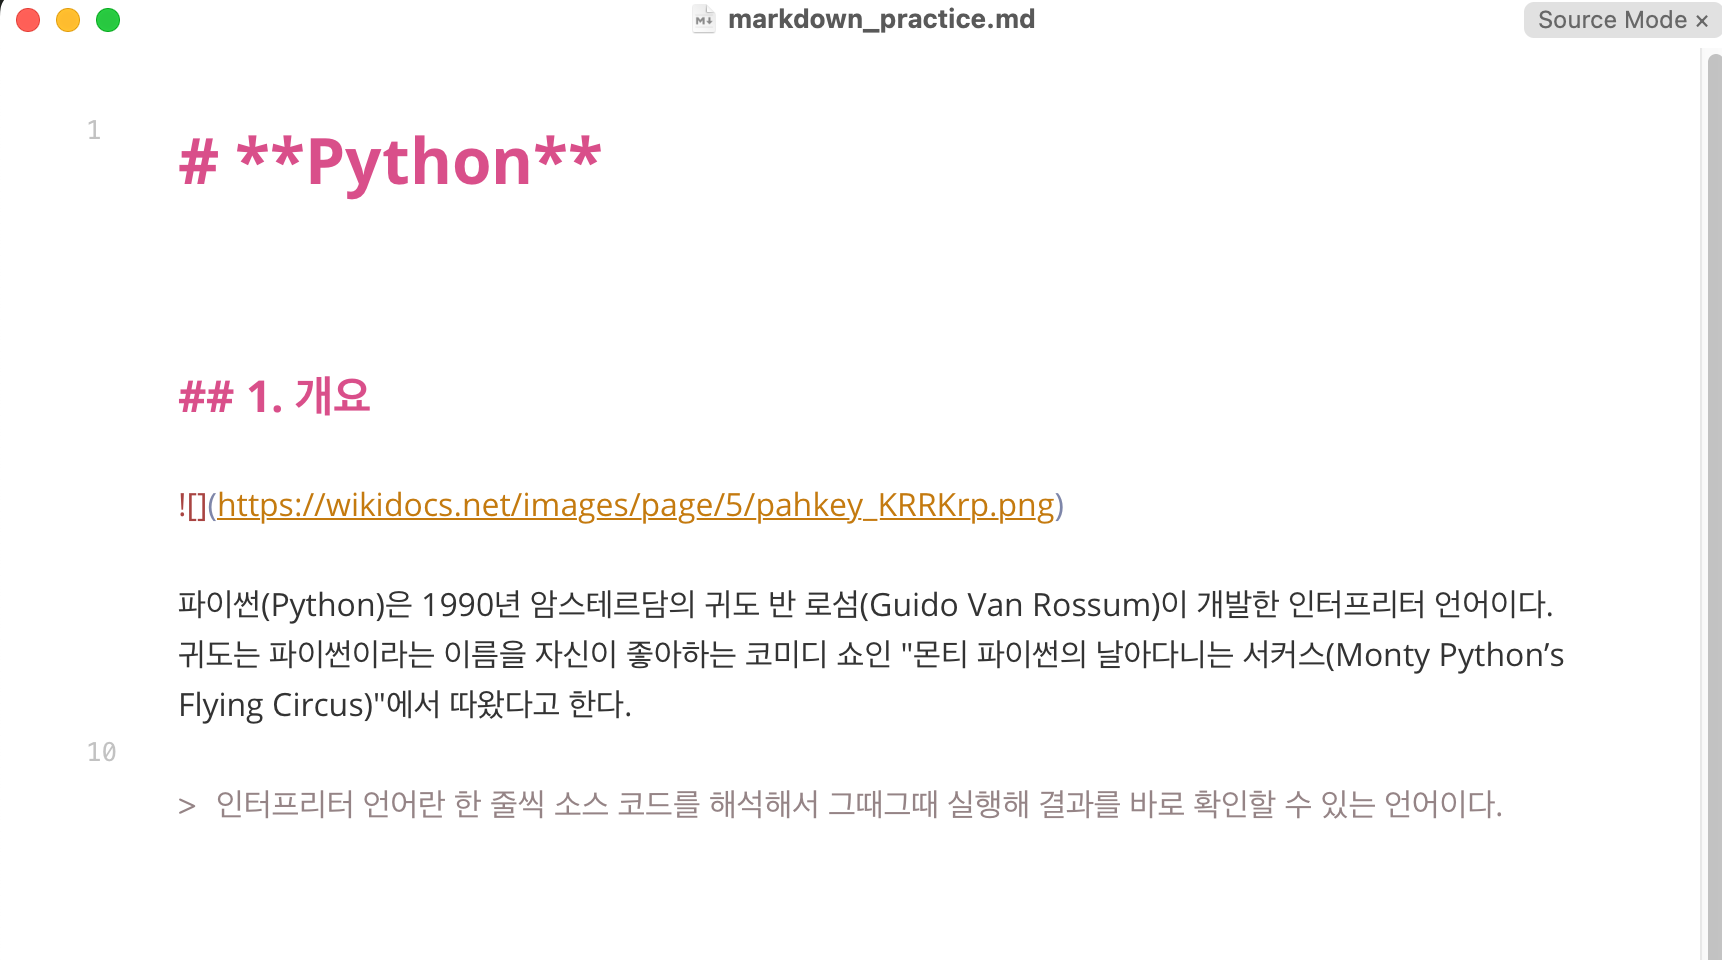 markdown_practice.md
Source Mode ×
1
# **Python**
## 1. 개요
![](https://wikidocs.net/images/page/5/pahkey_KRRKrp.png)
파이썬(Python)은 1990년 암스테르담의 귀도 반 로섬(Guido Van Rossum)이 개발한 인터프리터 언어이다.
귀도는 파이썬이라는 이름을 자신이 좋아하는 코미디 쇼인 "몬티 파이썬의 날아다니는 서커스(Monty Python’s
Flying Circus)"에서 따왔다고 한다.
10
> 인터프리터 언어란 한 줄씩 소스 코드를 해석해서 그때그때 실행해 결과를 바로 확인할 수 있는 언어이다.